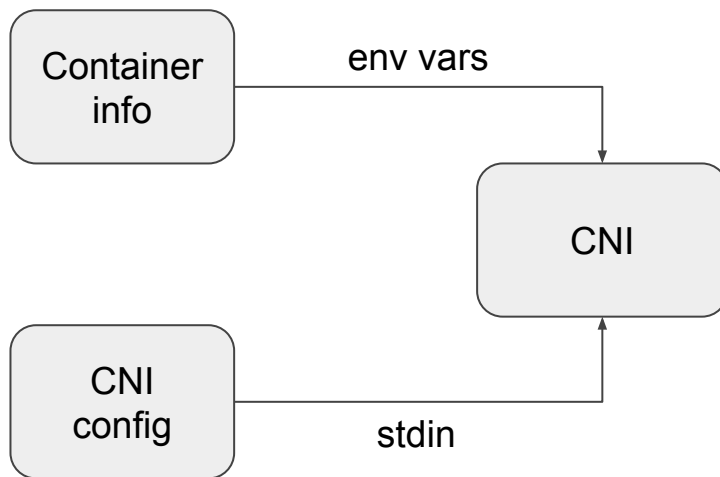 Container
info
env vars
CNI
CNI
config
stdin